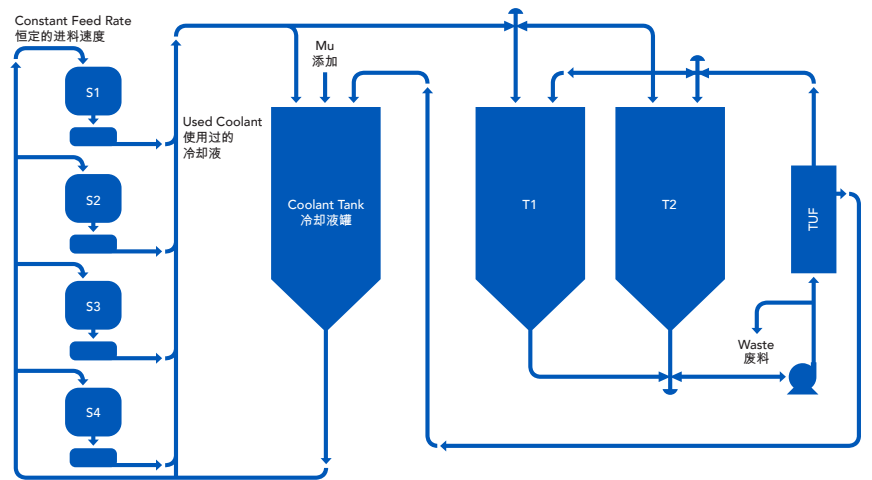 Constant Feed Rate
恒定的进料速度
S1
S2
S3
S4
Used Coolant
使用过的
冷却液
Mu
添加
Coolant Tank
冷却液罐
T1
T2
TUF
Waste
废料